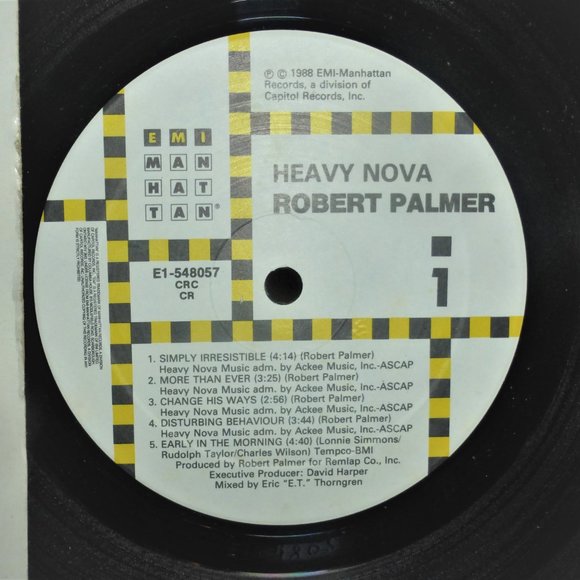 ℗ © 1988 EMI-Manhattan
Records, a division of
Capitol Records, Inc.
EMI
MAN
HAT
TAN®
HEAVY NOVA
ROBERT PALMER
E1-548057
CRC
CR
1
1. SIMPLY IRRESISTIBLE (4:14) (Robert Palmer)
Heavy Nova Music adm. by Ackee Music, Inc.-ASCAP
2. MORE THAN EVER (3:25) (Robert Palmer)
Heavy Nova Music adm. by Ackee Music, Inc.-ASCAP
3. CHANGE HIS WAYS (2:56) (Robert Palmer)
Heavy Nova Music adm. by Ackee Music, Inc.-ASCAP
4. DISTURBING BEHAVIOUR (3:44) (Robert Palmer)
Heavy Nova Music adm. by Ackee Music, Inc.-ASCAP
5. EARLY IN THE MORNING (4:40) (Lonnie Simmons/
Rudolph Taylor/Charles Wilson) Tempco-BMI
Produced by Robert Palmer for Remlap Co., Inc.
Executive Producer: David Harper
Mixed by Eric "E.T." Thorngren